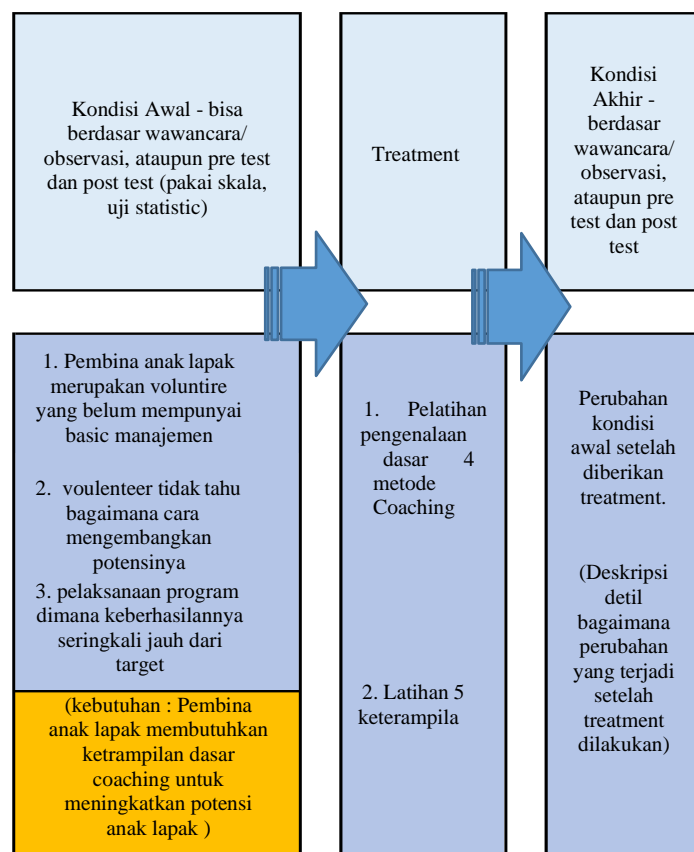 Kondisi Awal - bisa
berdasar wawancara/
observasi, ataupun pre test
dan post test (pakai skala,
uji statistic)
Treatment
Kondisi
Akhir -
berdasar
wawancara/
observasi,
ataupun pre
test dan post
test
1. Pembina anak lapak
merupakan voluntire
yang belum mempunyai
basic manajemen
2. voulenteer tidak tahu
bagaimana cara
mengembangkan
potensinya
3. pelaksanaan program
dimana keberhasilannya
seringkali jauh dari
target
(kebutuhan : Pembina
anak lapak membutuhkan
ketrampilan dasar
coaching untuk
meningkatkan potensi
anak lapak )
1. Pelatihan
pengenalaan
dasar 4
metode
Coaching
2. Latihan 5
keterampila
Perubahan
kondisi
awal setelah
diberikan
treatment.
(Deskripsi
detil
bagaimana
perubahan
yang terjadi
setelah
treatment
dilakukan)